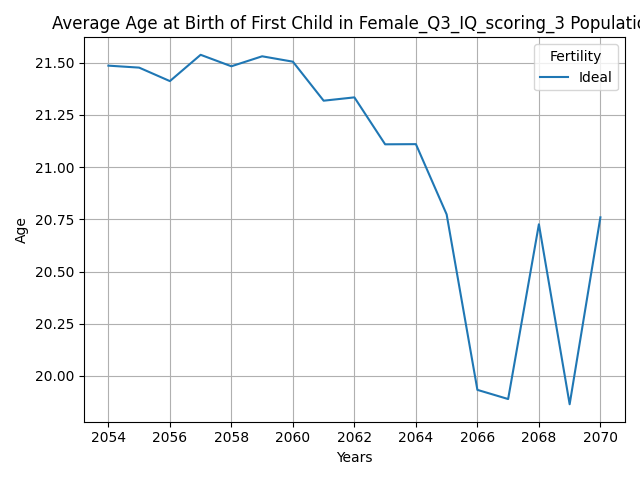 Average Age at Birth of First Child in Female_Q3_IQ_scoring_3 Populatio
Fertility
Ideal
21.50
21.25
21.00
20.75
20.50
20.25
20.00
Age
2054 2056 2058 2060 2062 2064 2066 2068 2070
Years